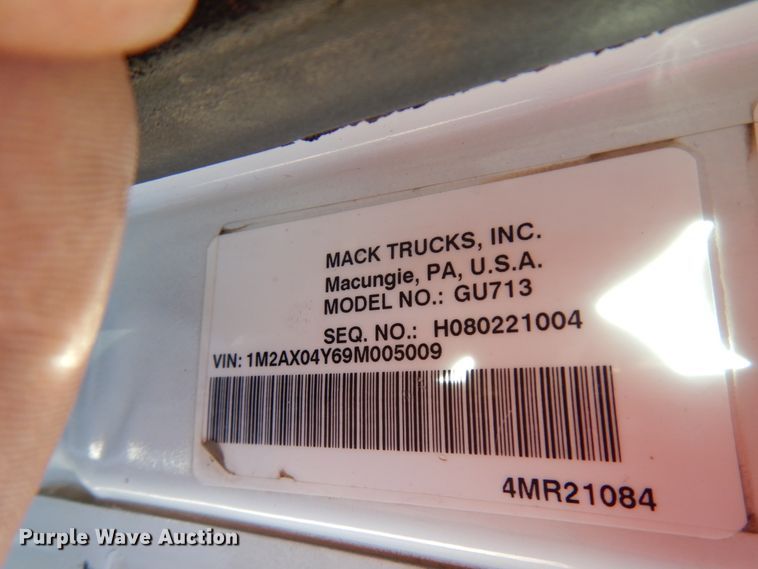 MACK TRUCKS, INC.
Macungie, PA, U.S.A.
MODEL NO.: GU713
SEQ. NO.: H080221004
VIN: 1M2AX04Y69M005009
4MR21084
Purple Wave Auction